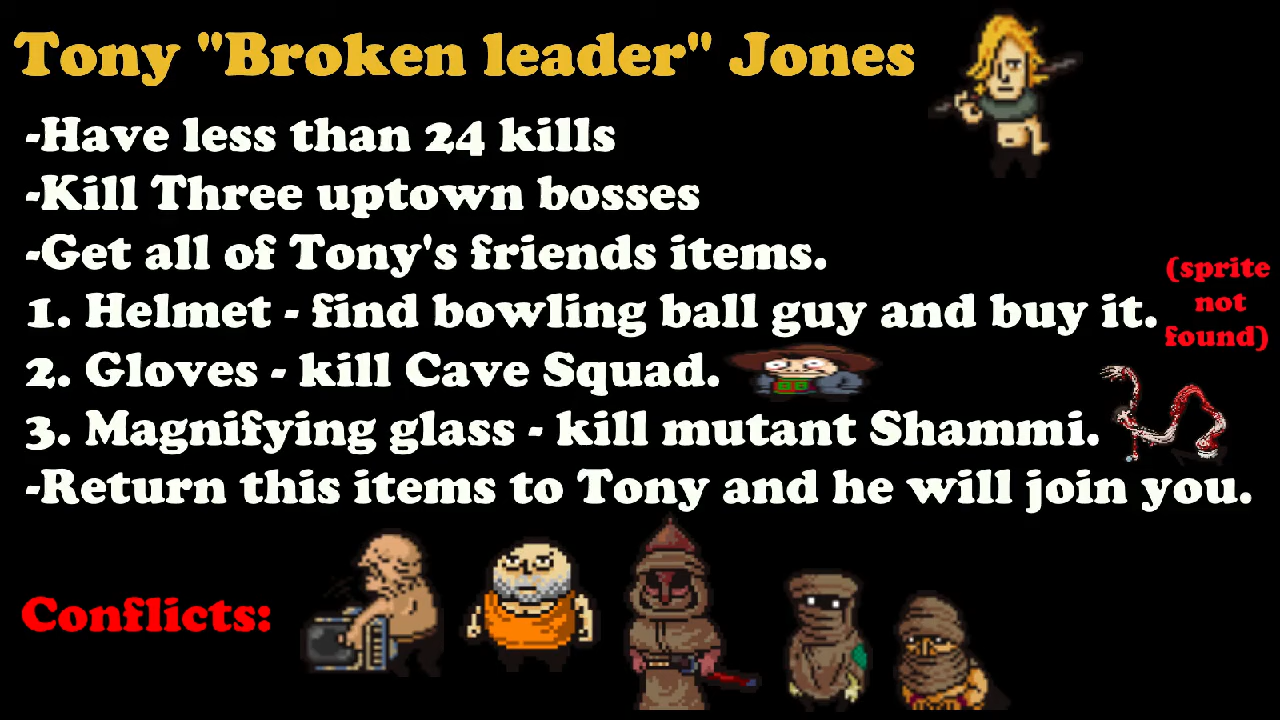 Tony "Broken leader" Jones
-Have less than 24 kills
-Kill Three uptown bosses
-Get all of Tony's friends items.
1. Helmet - find bowling ball guy and buy it.
(sprite
not
found)
2. Gloves - kill Cave Squad.
3. Magnifying glass - kill mutant Shammi.
-Return this items to Tony and he will join you.
Conflicts: